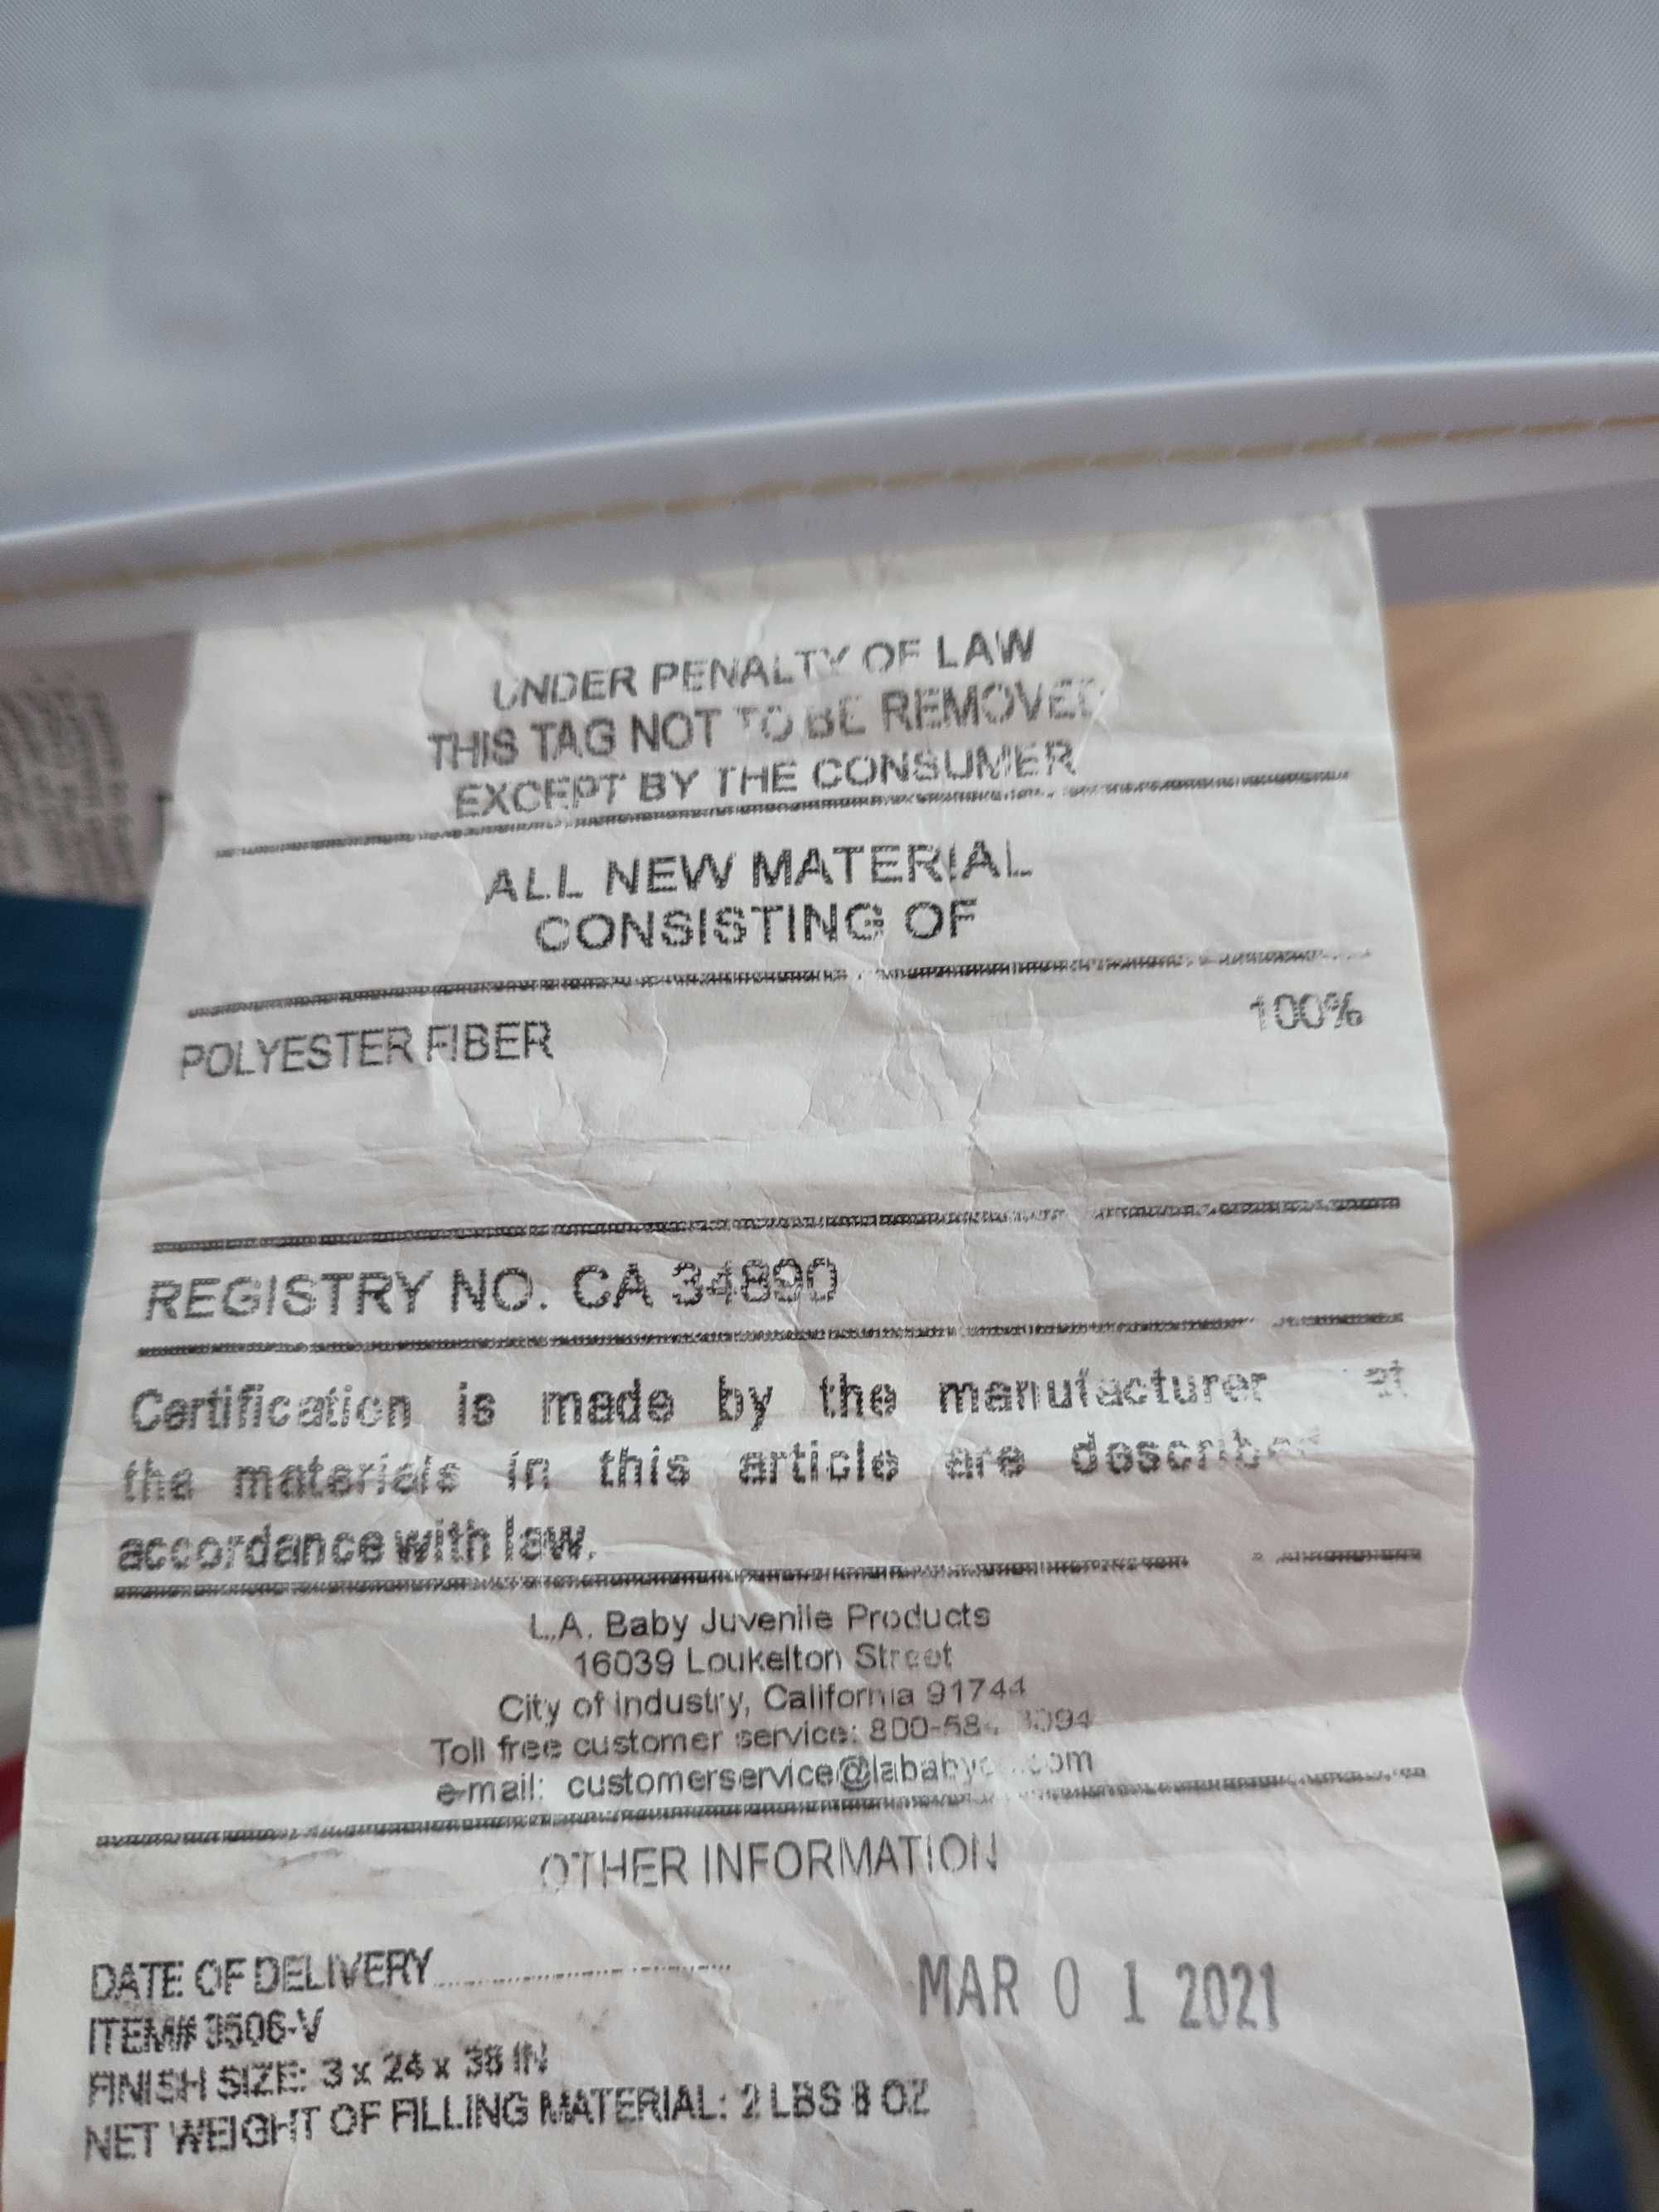 UNDER PENALTY OF LAW
THIS TAG NOT TO BE REMOVED
EXCEPT BY THE CONSUMER
ALL NEW MATERIAL
CONSISTING OF
POLYESTER FIBER 100%
REGISTRY NO. CA 34890
Certification is made by the manufacturer
the materials in this article are described
accordance with law.
L.A. Baby Juvenile Products
16039 Loukelton Street
City of Industry, California 91744
Toll free customer service:
e-mail:
OTHER INFORMATION
DATE OF DELIVERY MAR 0 1 2021
ITEM# 3506-V
FINISH SIZE: 3 x 24 x 38 IN
NET WEIGHT OF FILLING MATERIAL: 2 LBS 8 OZ